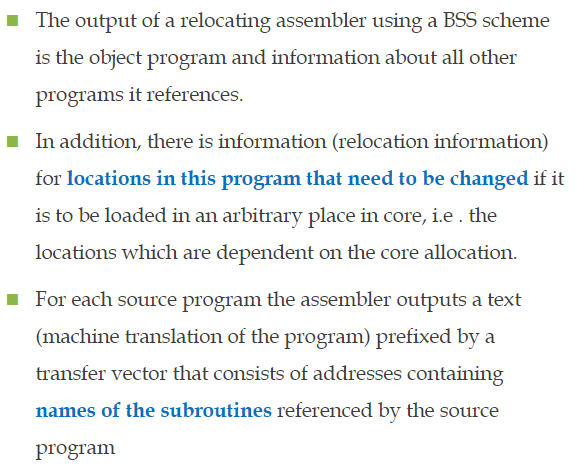 The output of a relocating assembler using a BSS scheme
is the object program and information about all other
programs it references.
In addition, there is information (relocation information)
for locations in this program that need to be changed if it
is to be loaded in an arbitrary place in core, i.e . the
locations which are dependent on the core allocation.
For each source program the assembler outputs a text
(machine translation of the program) prefixed by a
transfer vector that consists of addresses containing
names of the subroutines referenced by the source
program